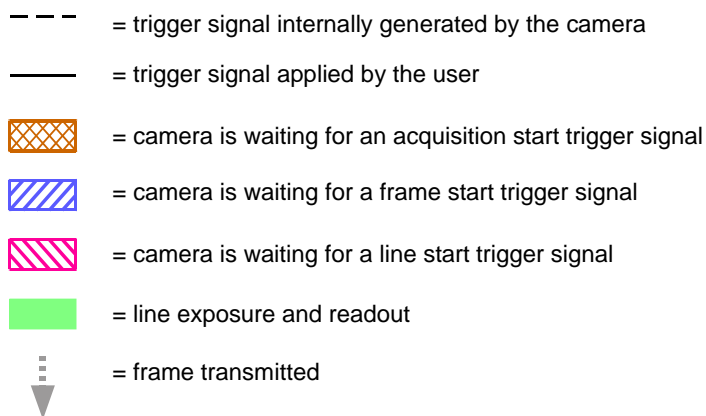 = trigger signal internally generated by the camera
= trigger signal applied by the user
= camera is waiting for an acquisition start trigger signal
= camera is waiting for a frame start trigger signal
= camera is waiting for a line start trigger signal
= line exposure and readout
= frame transmitted